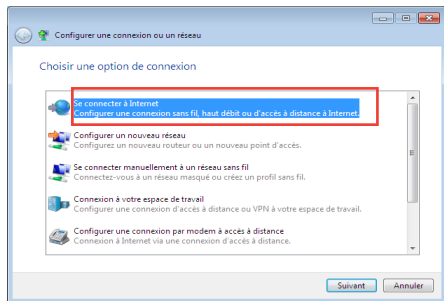 Configurer une connexion ou un réseau
Choisir une option de connexion
Se connecter à Internet
Configurer une connexion sans fil, haut débit ou d'accès à distance à Internet.
Configurer un nouveau réseau
Configurez un nouveau routeur ou un nouveau point d'accès.
Se connecter manuellement à un réseau sans fil
Connectez-vous à un réseau masqué ou créez un profil sans fil.
Connexion à votre espace de travail
Configurer une connexion d'accès à distance ou VPN à votre espace de travail.
Configurer une connexion par modem à accès à distance
Connexion à Internet via une connexion d'accès à distance.
Suivant Annuler